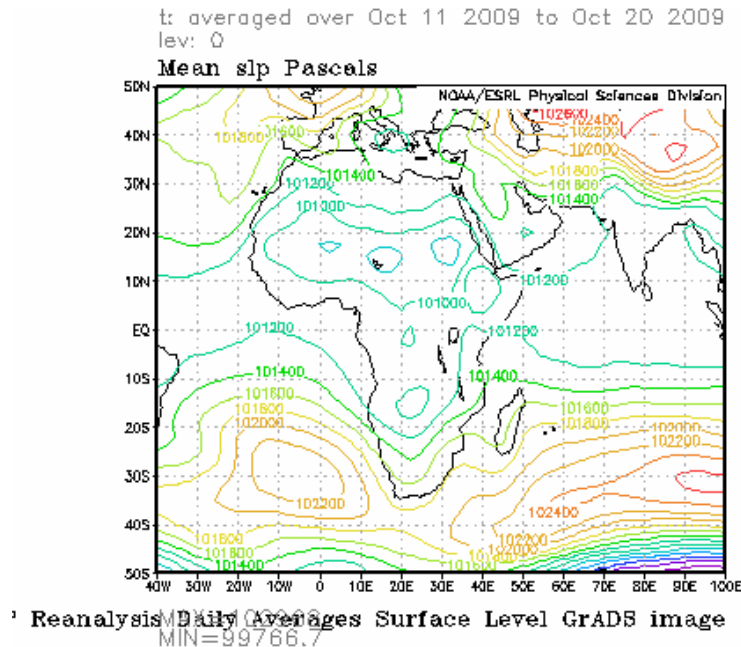 t: averaged over Oct 11 2009 to Oct 20 2009
lev: 0
Mean slp Pascals
NOAA/ESRL Physical Sciences Division
50N
40N
30N
20N
10N
EQ
10S
20S
30S
40S
50S
102600
102400
102200
102000
101800
101600
101400
101800
101400
101200
101000
101000
101200
101200
101200
101400
101400
101600
101800
101600
101800
102000
102000
102200
102200
102400
102200
102000
101600
101600
101800
101400
40W 30W 20W 10W 0 10E 20E 30E 40E 50E 60E 70E 80E 90E 100E
Reanalysis Daily Averages Surface Level GrADS image
MIN=99766.7